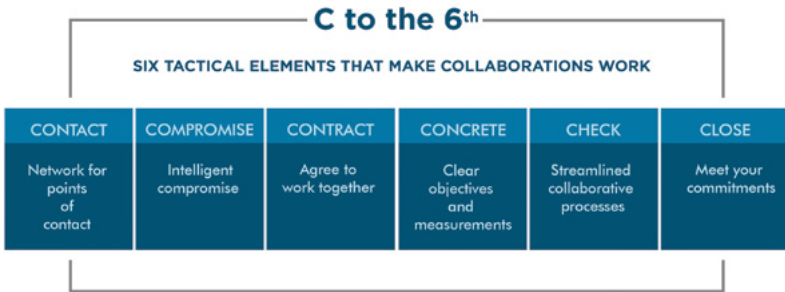 C to the 6th
SIX TACTICAL ELEMENTS THAT MAKE COLLABORATIONS WORK
CONTACT
Network for
points
of
contact
COMPROMISE
Intelligent
compromise
CONTRACT
Agree to
work together
CONCRETE
Clear
objectives
and
measurements
CHECK
Streamlined
collaborative
processes
CLOSE
Meet your
commitments